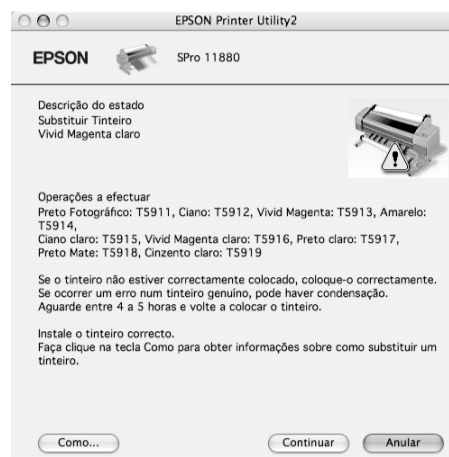 EPSON Printer Utility2
EPSON
SPro 11880
Descrição do estado
Substituir Tinteiro
Vivid Magenta claro
Operações a efectuar
Preto Fotográfico: T5911, Ciano: T5912, Vivid Magenta: T5913, Amarelo:
T5914,
Ciano claro: T5915, Vivid Magenta claro: T5916, Preto claro: T5917,
Preto Mate: T5918, Cinzento claro: T5919
Se o tinteiro não estiver correctamente colocado, coloque-o correctamente.
Se ocorrer um erro num tinteiro genuíno, pode haver condensação.
Aguarde entre 4 a 5 horas e volte a colocar o tinteiro.
Instale o tinteiro correcto.
Faça clique na tecla Como para obter informações sobre como substituir um
tinteiro.
Como...
Continuar
Anular